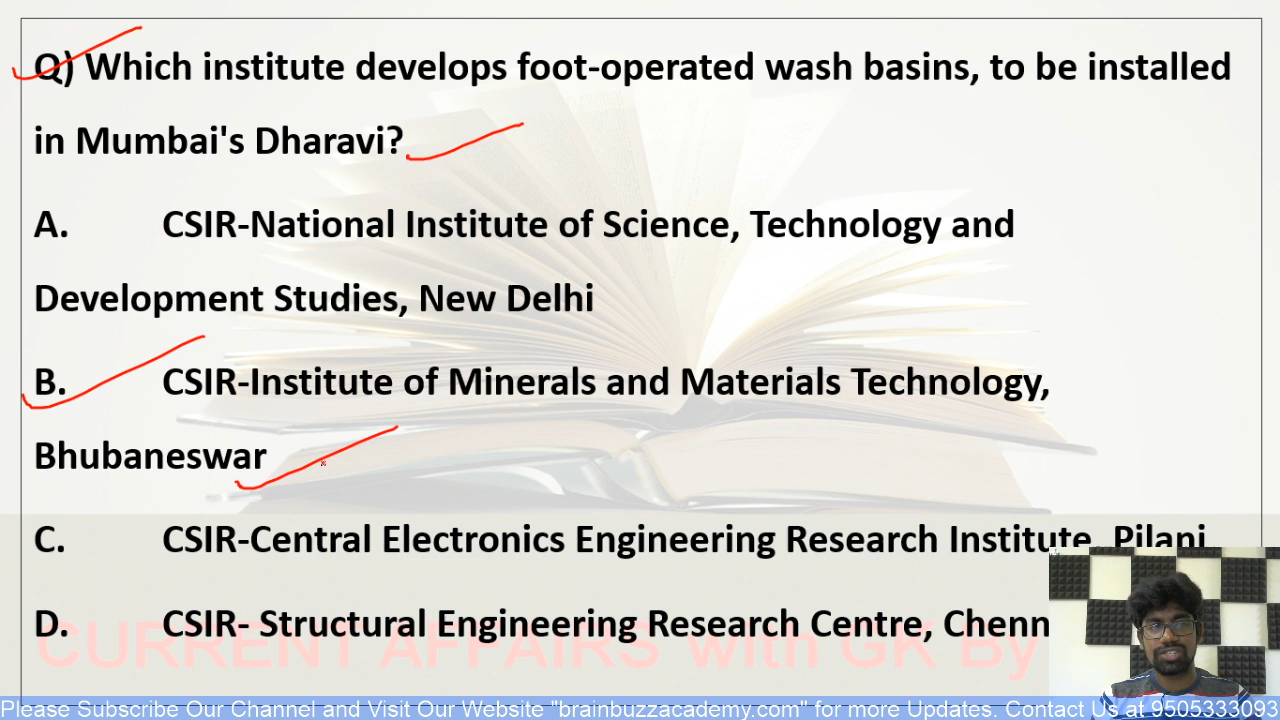 Q) Which institute develops foot-operated wash basins, to be installed
in Mumbai's Dharavi?
A. CSIR-National Institute of Science, Technology and
Development Studies, New Delhi
B. CSIR-Institute of Minerals and Materials Technology,
Bhubaneswar
C. CSIR-Central Electronics Engineering Research Institute, Pilani
D. CSIR- Structural Engineering Research Centre, Chenn
CURRENT AFFAIRS with GK By
Please Subscribe Our Channel and Visit Our Website "brainbuzzacademy.com" for more Updates. Contact Us at 9505333093